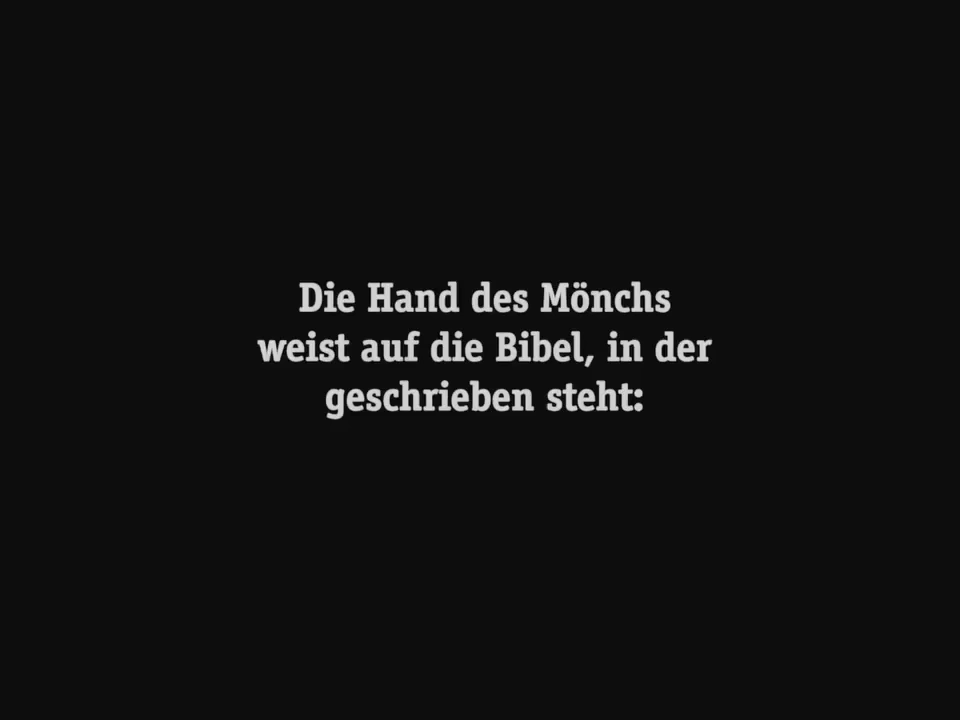 Die Hand des Mönchs
weist auf die Bibel, in der
geschrieben steht: